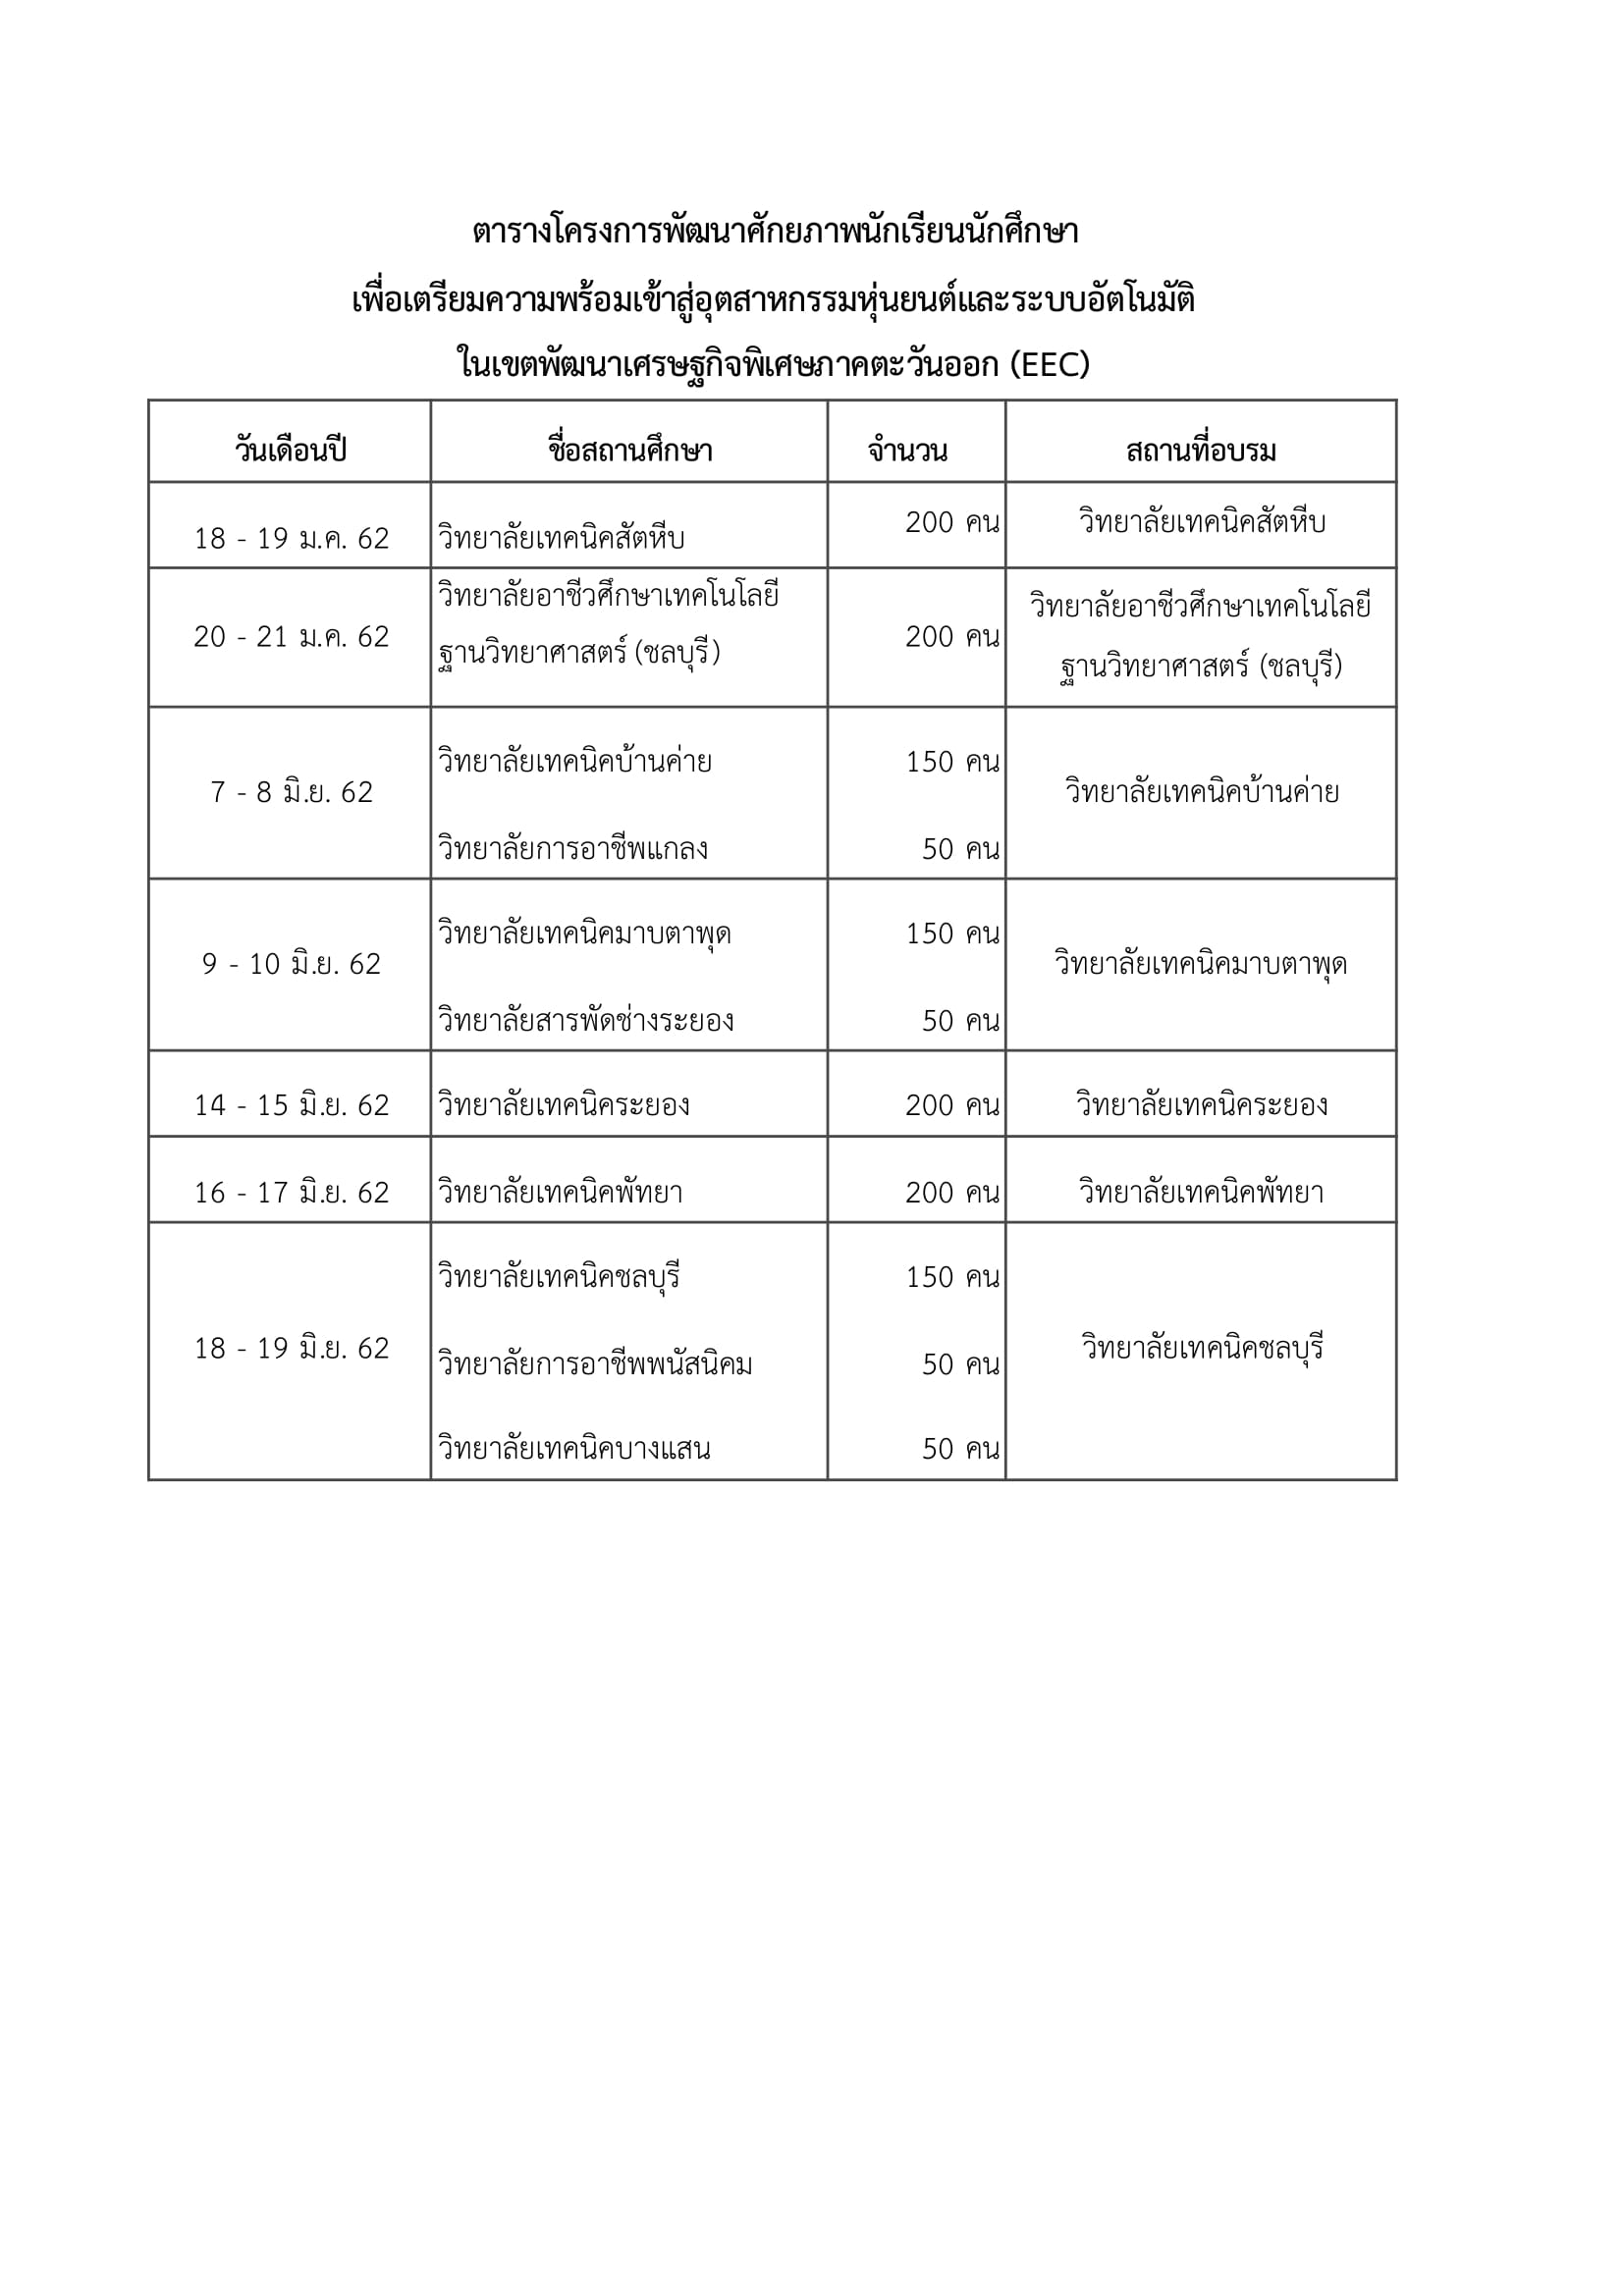 ตารางโครงการพัฒนาศักยภาพนักเรียนนักศึกษา
เพื่อเตรียมความพร้อมเข้าสู่อุตสาหกรรมหุ่นยนต์และระบบอัตโนมัติ
ในเขตพัฒนาเศรษฐกิจพิเศษภาคตะวันออก (EEC)
วันเดือนปี ชื่อสถานศึกษา จำนวน สถานที่อบรม
18 - 19 ม.ค. 62 วิทยาลัยเทคนิคสัตหีบ 200 คน วิทยาลัยเทคนิคสัตหีบ
วิทยาลัยอาชีวศึกษาเทคโนโลยี วิทยาลัยอาชีวศึกษาเทคโนโลยี
20 - 21 ม.ค. 62 200 คน
ฐานวิทยาศาสตร์ (ชลบุรี) ฐานวิทยาศาสตร์ (ชลบุรี)
วิทยาลัยเทคนิคบ้านค่าย 150 คน
7 - 8 มิ.ย. 62 วิทยาลัยเทคนิคบ้านค่าย
วิทยาลัยการอาชีพแกลง 50 คน
วิทยาลัยเทคนิคมาบตาพุด 150 คน
9 - 10 มิ.ย. 62 วิทยาลัยเทคนิคมาบตาพุด
วิทยาลัยสารพัดช่างระยอง 50 คน
14 - 15 มิ.ย. 62 วิทยาลัยเทคนิคระยอง 200 คน วิทยาลัยเทคนิคระยอง
16 - 17 มิ.ย. 62 วิทยาลัยเทคนิคพัทยา 200 คน วิทยาลัยเทคนิคพัทยา
วิทยาลัยเทคนิคชลบุรี 150 คน
18 - 19 มิ.ย. 62 วิทยาลัยเทคนิคชลบุรี
วิทยาลัยการอาชีพพนัสนิคม 50 คน
วิทยาลัยเทคนิคบางแสน 50 คน